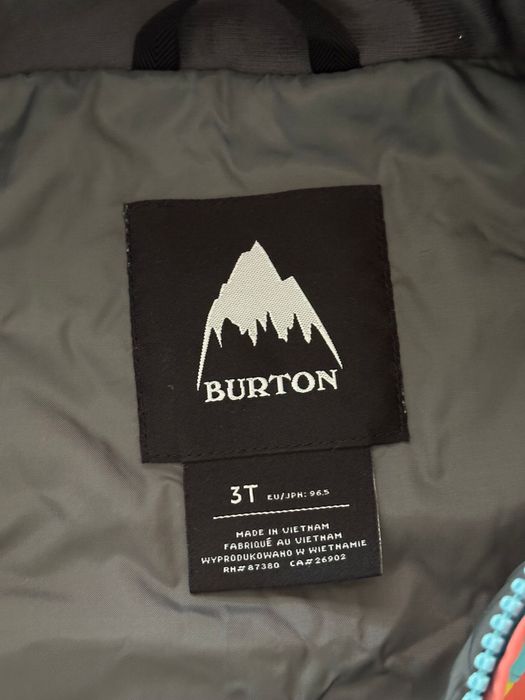 BURTON
3T EU/JPN: 96.5
MADE IN VIETNAM
FABRIQUÉ AU VIETNAM
WYPRODUKOWANO W WIETNAMIE
RN# 87380 CA# 26902